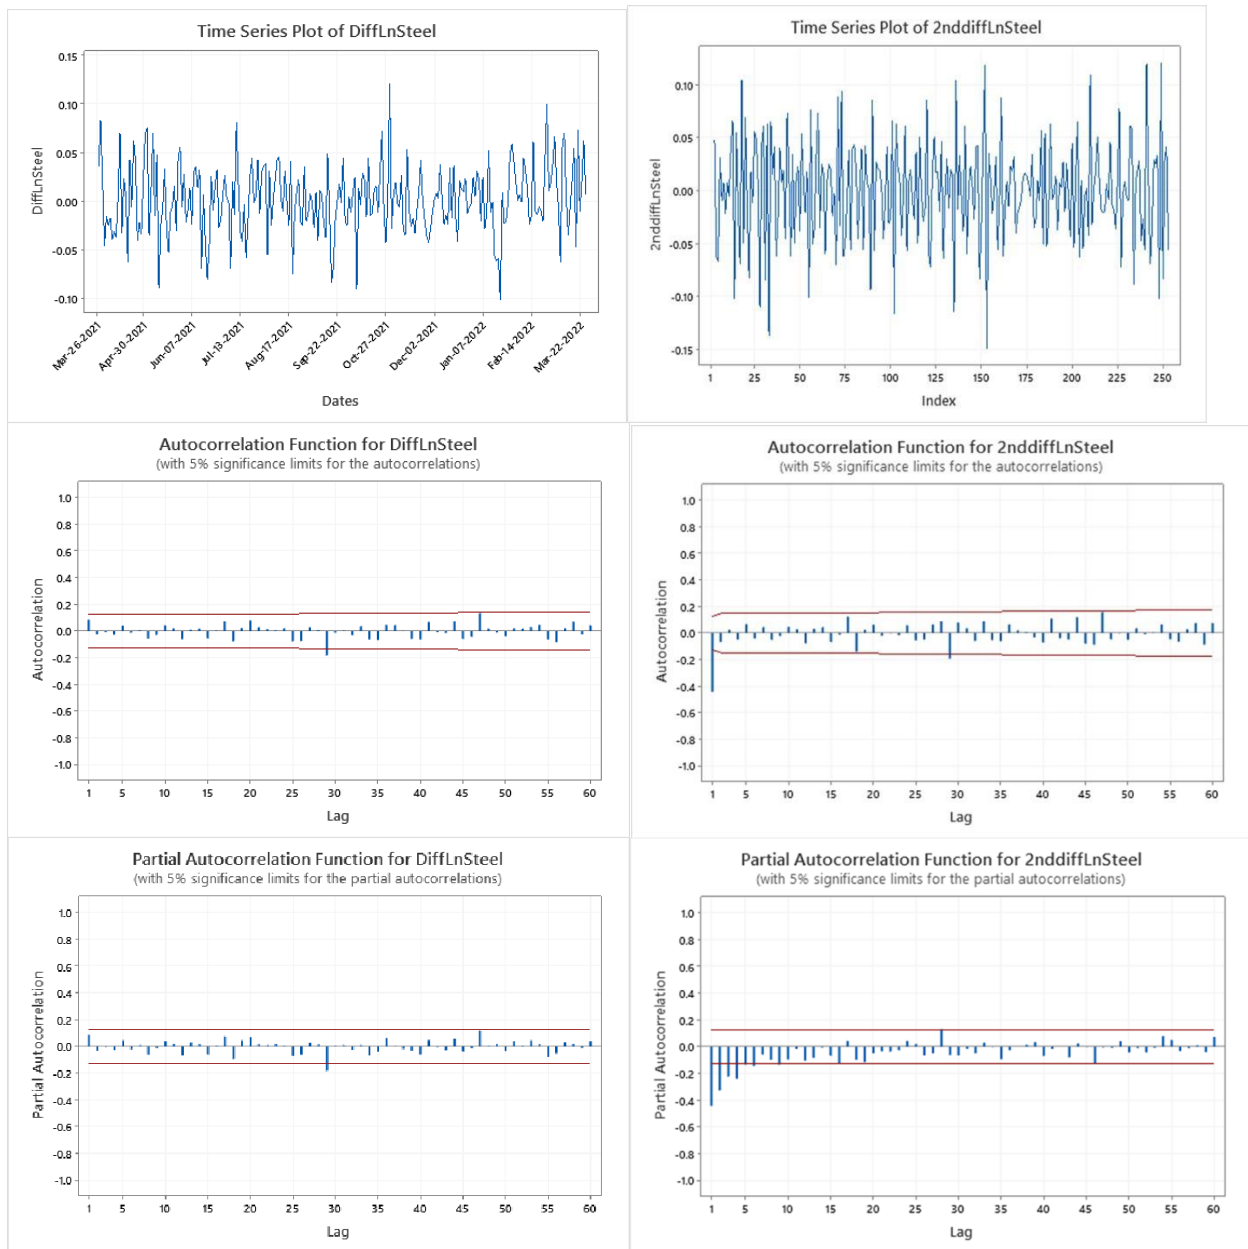 Time Series Plot of DiffLnSteel
DiffLnSteel
0.15
0.10
0.05
0.00
-0.05
-0.10
Mar-26-2021
Apr-30-2021
Jun-07-2021
Jul-13-2021
Aug-17-2021
Sep-22-2021
Oct-27-2021
Dec-02-2021
Jan-07-2022
Feb-14-2022
Mar-22-2022
Dates
Time Series Plot of 2nddiffLnSteel
2nddiffLnSteel
0.10
0.05
0.00
-0.05
-0.10
-0.15
1 25 50 75 100 125 150 175 200 225 250
Index
Autocorrelation Function for DiffLnSteel
(with 5% significance limits for the autocorrelations)
Autocorrelation
1.0
0.8
0.6
0.4
0.2
0.0
-0.2
-0.4
-0.6
-0.8
-1.0
1 5 10 15 20 25 30 35 40 45 50 55 60
Lag
Autocorrelation Function for 2nddiffLnSteel
(with 5% significance limits for the autocorrelations)
Autocorrelation
1.0
0.8
0.6
0.4
0.2
0.0
-0.2
-0.4
-0.6
-0.8
-1.0
1 5 10 15 20 25 30 35 40 45 50 55 60
Lag
Partial Autocorrelation Function for DiffLnSteel
(with 5% significance limits for the partial autocorrelations)
Partial Autocorrelation
1.0
0.8
0.6
0.4
0.2
0.0
-0.2
-0.4
-0.6
-0.8
-1.0
1 5 10 15 20 25 30 35 40 45 50 55 60
Lag
Partial Autocorrelation Function for 2nddiffLnSteel
(with 5% significance limits for the partial autocorrelations)
Partial Autocorrelation
1.0
0.8
0.6
0.4
0.2
0.0
-0.2
-0.4
-0.6
-0.8
-1.0
1 5 10 15 20 25 30 35 40 45 50 55 60
Lag